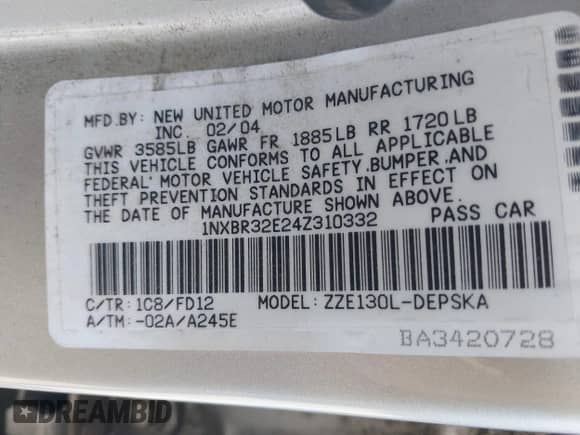 MFD.BY: NEW UNITED MOTOR MANUFACTURING
INC. 02/04
GVWR 3585LB GAWR FR 1885LB RR 1720LB
THIS VEHICLE CONFORMS TO ALL APPLICABLE
FEDERAL MOTOR VEHICLE SAFETY,BUMPER,AND
THEFT PREVENTION STANDARDS IN EFFECT ON
THE DATE OF MANUFACTURE SHOWN ABOVE.
1NXBR32E24Z310332 PASS CAR
C/TR: 1C8/FD12 MODEL: ZZE130L-DEPSKA
A/TM: -02A/A245E
BA3420728
DREAMBID